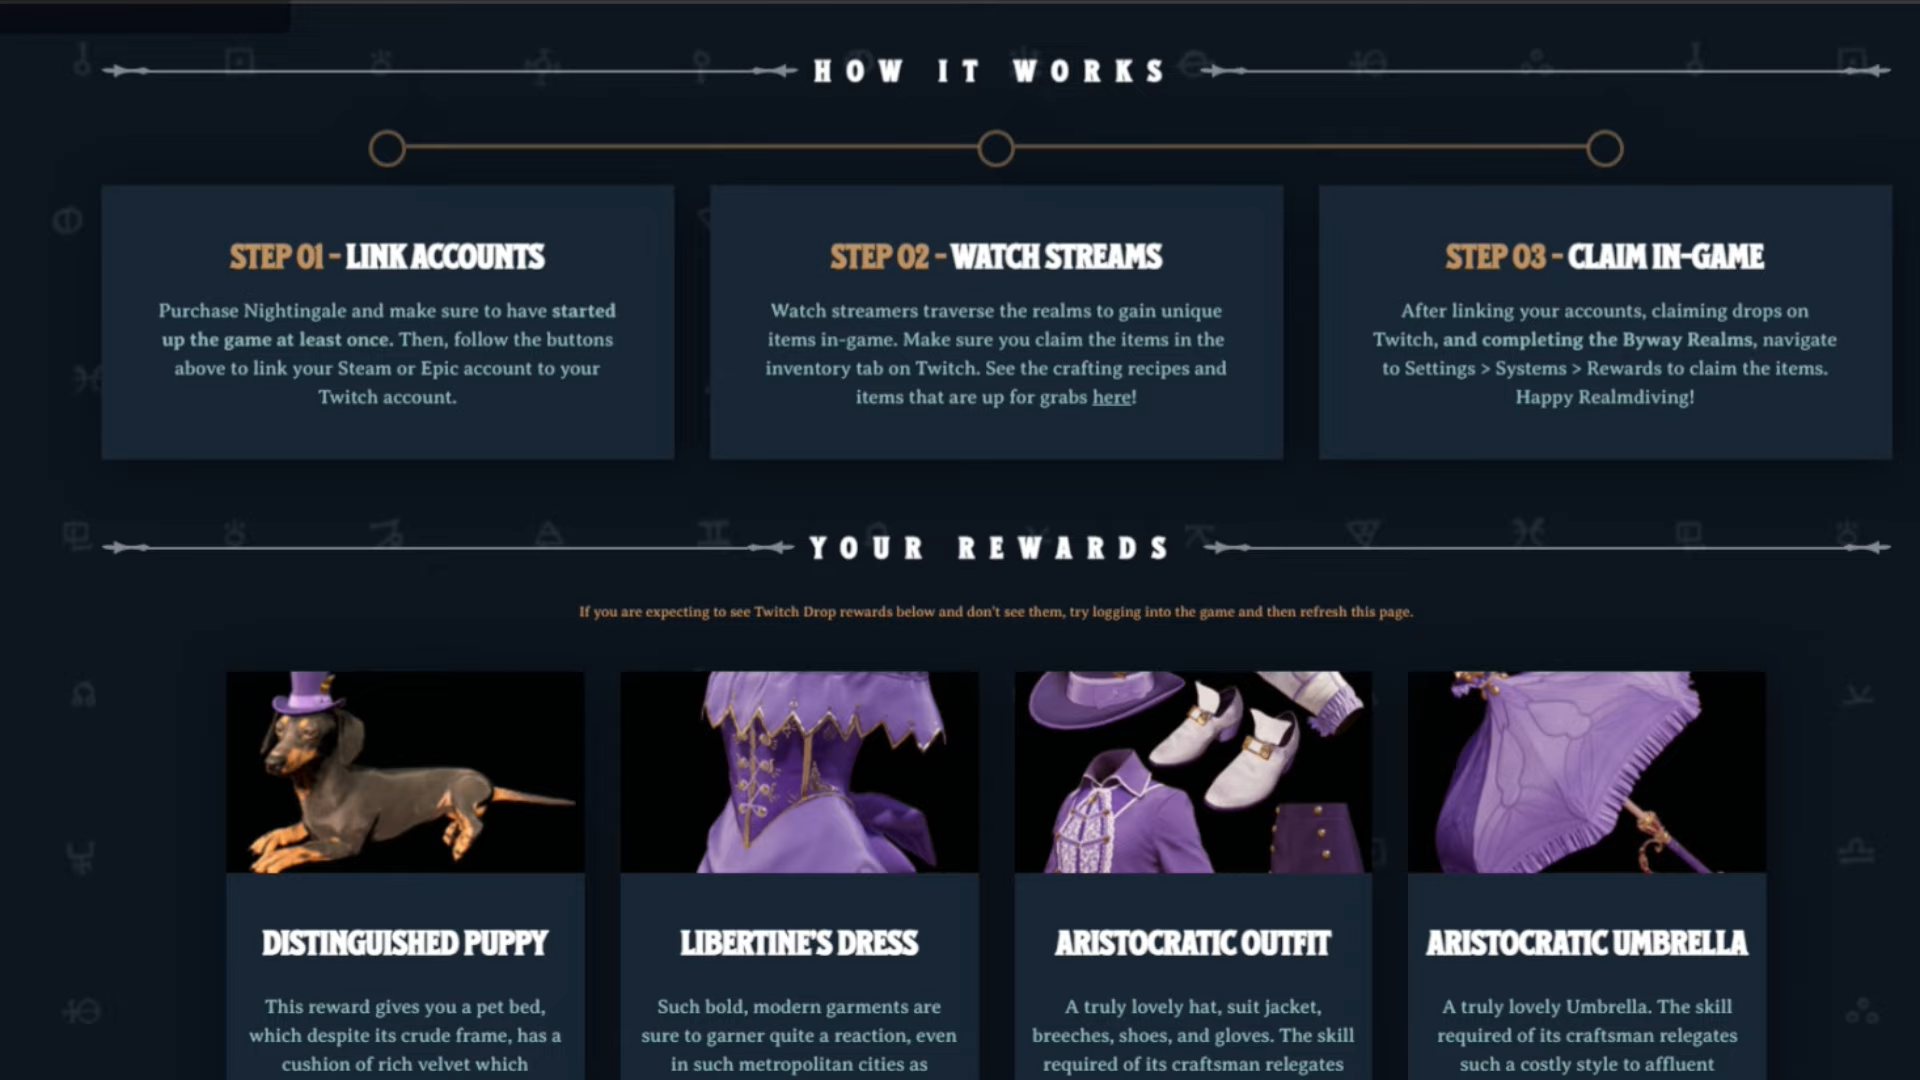 HOW IT WORKS
STEP 01 - LINK ACCOUNTS
Purchase Nightingale and make sure to have started
up the game at least once. Then, follow the buttons
above to link your Steam or Epic account to your
Twitch account.
STEP 02 - WATCH STREAMS
Watch streamers traverse the realms to gain unique
items in-game. Make sure you claim the items in the
inventory tab on Twitch. See the crafting recipes and
items that are up for grabs here!
STEP 03 - CLAIM IN-GAME
After linking your accounts, claiming drops on
Twitch, and completing the Byway Realms, navigate
to Settings > Systems > Rewards to claim the items.
Happy Realmdiving!
YOUR REWARDS
If you are expecting to see Twitch Drop rewards below and don't see them, try logging into the game and then refresh this page.
DISTINGUISHED PUPPY
This reward gives you a pet bed,
which despite its crude frame, has a
cushion of rich velvet which
LIBERTINE'S DRESS
Such bold, modern garments are
sure to garner quite a reaction, even
in such metropolitan cities as
ARISTOCRATIC OUTFIT
A truly lovely hat, suit jacket,
breeches, shoes, and gloves. The skill
required of its craftsman relegates
ARISTOCRATIC UMBRELLA
A truly lovely Umbrella. The skill
required of its craftsman relegates
such a costly style to affluent